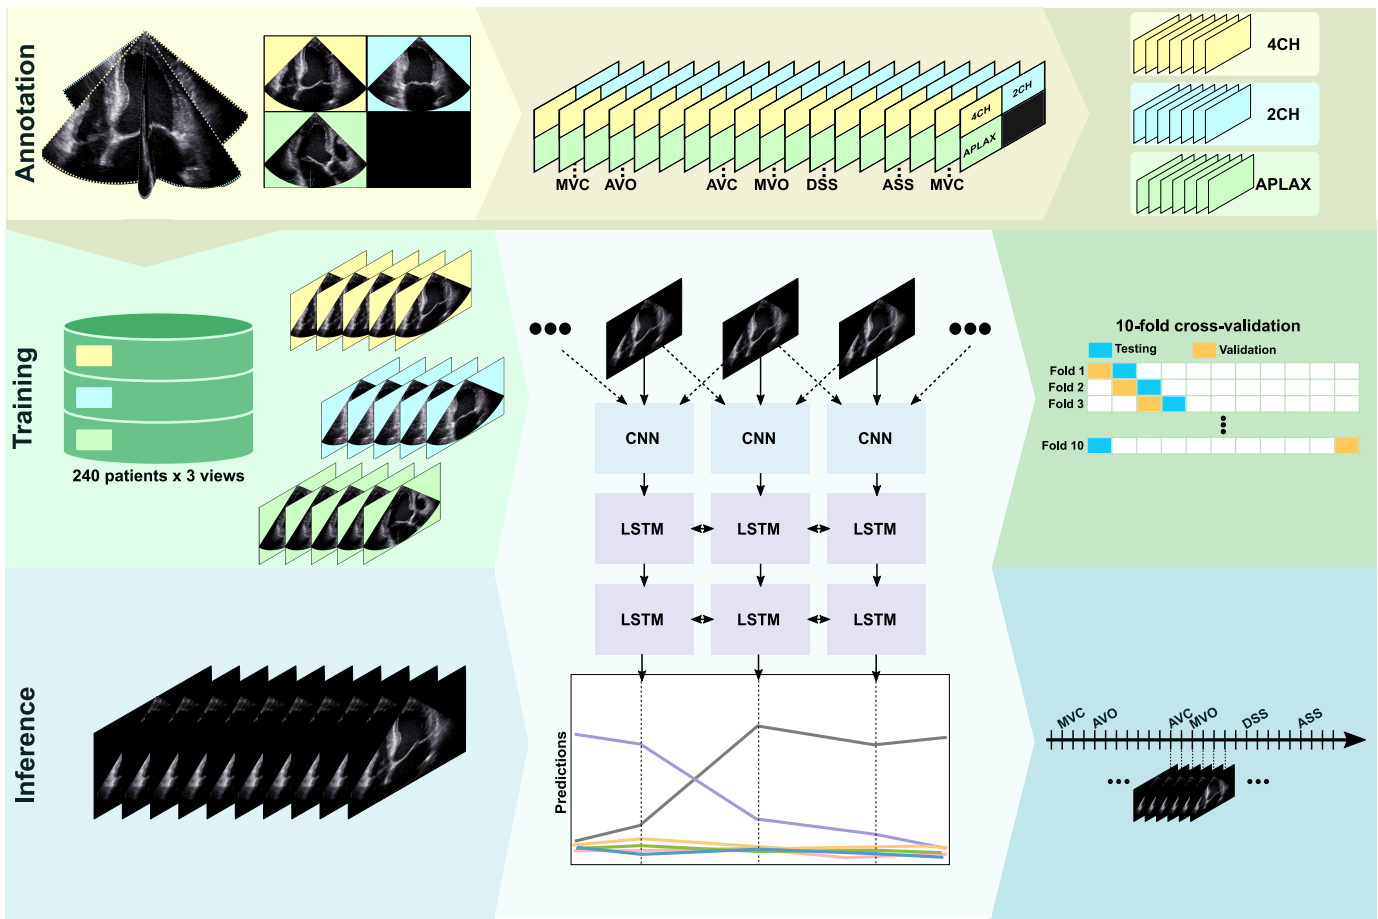 Annotation
4CH
2CH
APLAX
MVC AVO AVC MVO DSS ASS MVC
4CH
2CH
APLAX
Training
240 patients x 3 views
CNN CNN CNN
LSTM LSTM LSTM
LSTM LSTM LSTM
Predictions
10-fold cross-validation
Testing Validation
Fold 1
Fold 2
Fold 3
Fold 10
Inference
MVC AVO AVC MVO DSS ASS